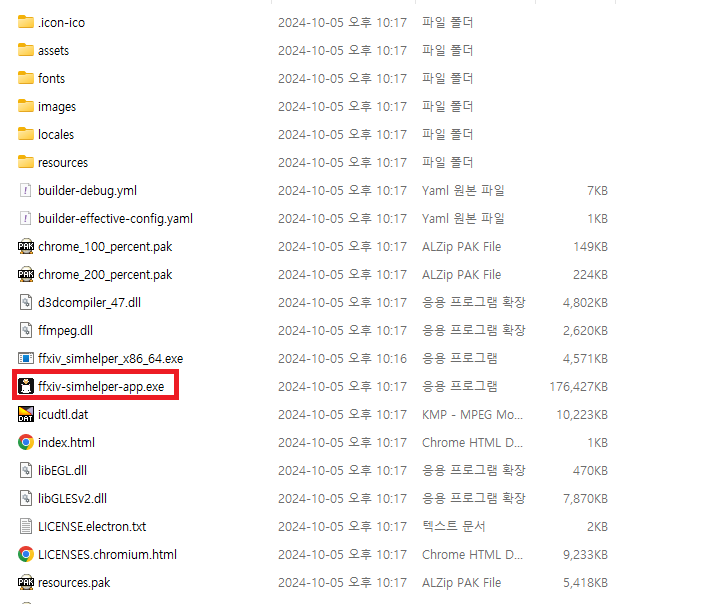 .icon-ico 2024-10-05 오후 10:17 파일 폴더
assets 2024-10-05 오후 10:17 파일 폴더
fonts 2024-10-05 오후 10:17 파일 폴더
images 2024-10-05 오후 10:17 파일 폴더
locales 2024-10-05 오후 10:17 파일 폴더
resources 2024-10-05 오후 10:17 파일 폴더
builder-debug.yml 2024-10-05 오후 10:17 Yaml 원본 파일 7KB
builder-effective-config.yaml 2024-10-05 오후 10:17 Yaml 원본 파일 1KB
chrome_100_percent.pak 2024-10-05 오후 10:17 ALZip PAK File 149KB
chrome_200_percent.pak 2024-10-05 오후 10:17 ALZip PAK File 224KB
d3dcompiler_47.dll 2024-10-05 오후 10:17 응용 프로그램 확장 4,802KB
ffmpeg.dll 2024-10-05 오후 10:17 응용 프로그램 확장 2,620KB
ffxiv_simhelper_x86_64.exe 2024-10-05 오후 10:16 응용 프로그램 4,571KB
ffxiv-simhelper-app.exe 2024-10-05 오후 10:17 응용 프로그램 176,427KB
icudtl.dat 2024-10-05 오후 10:17 KMP - MPEG Mo... 10,223KB
index.html 2024-10-05 오후 10:17 Chrome HTML D... 1KB
libEGL.dll 2024-10-05 오후 10:17 응용 프로그램 확장 470KB
libGLESv2.dll 2024-10-05 오후 10:17 응용 프로그램 확장 7,870KB
LICENSE.electron.txt 2024-10-05 오후 10:17 텍스트 문서 2KB
LICENSES.chromium.html 2024-10-05 오후 10:17 Chrome HTML D... 9,233KB
resources.pak 2024-10-05 오후 10:17 ALZip PAK File 5,418KB